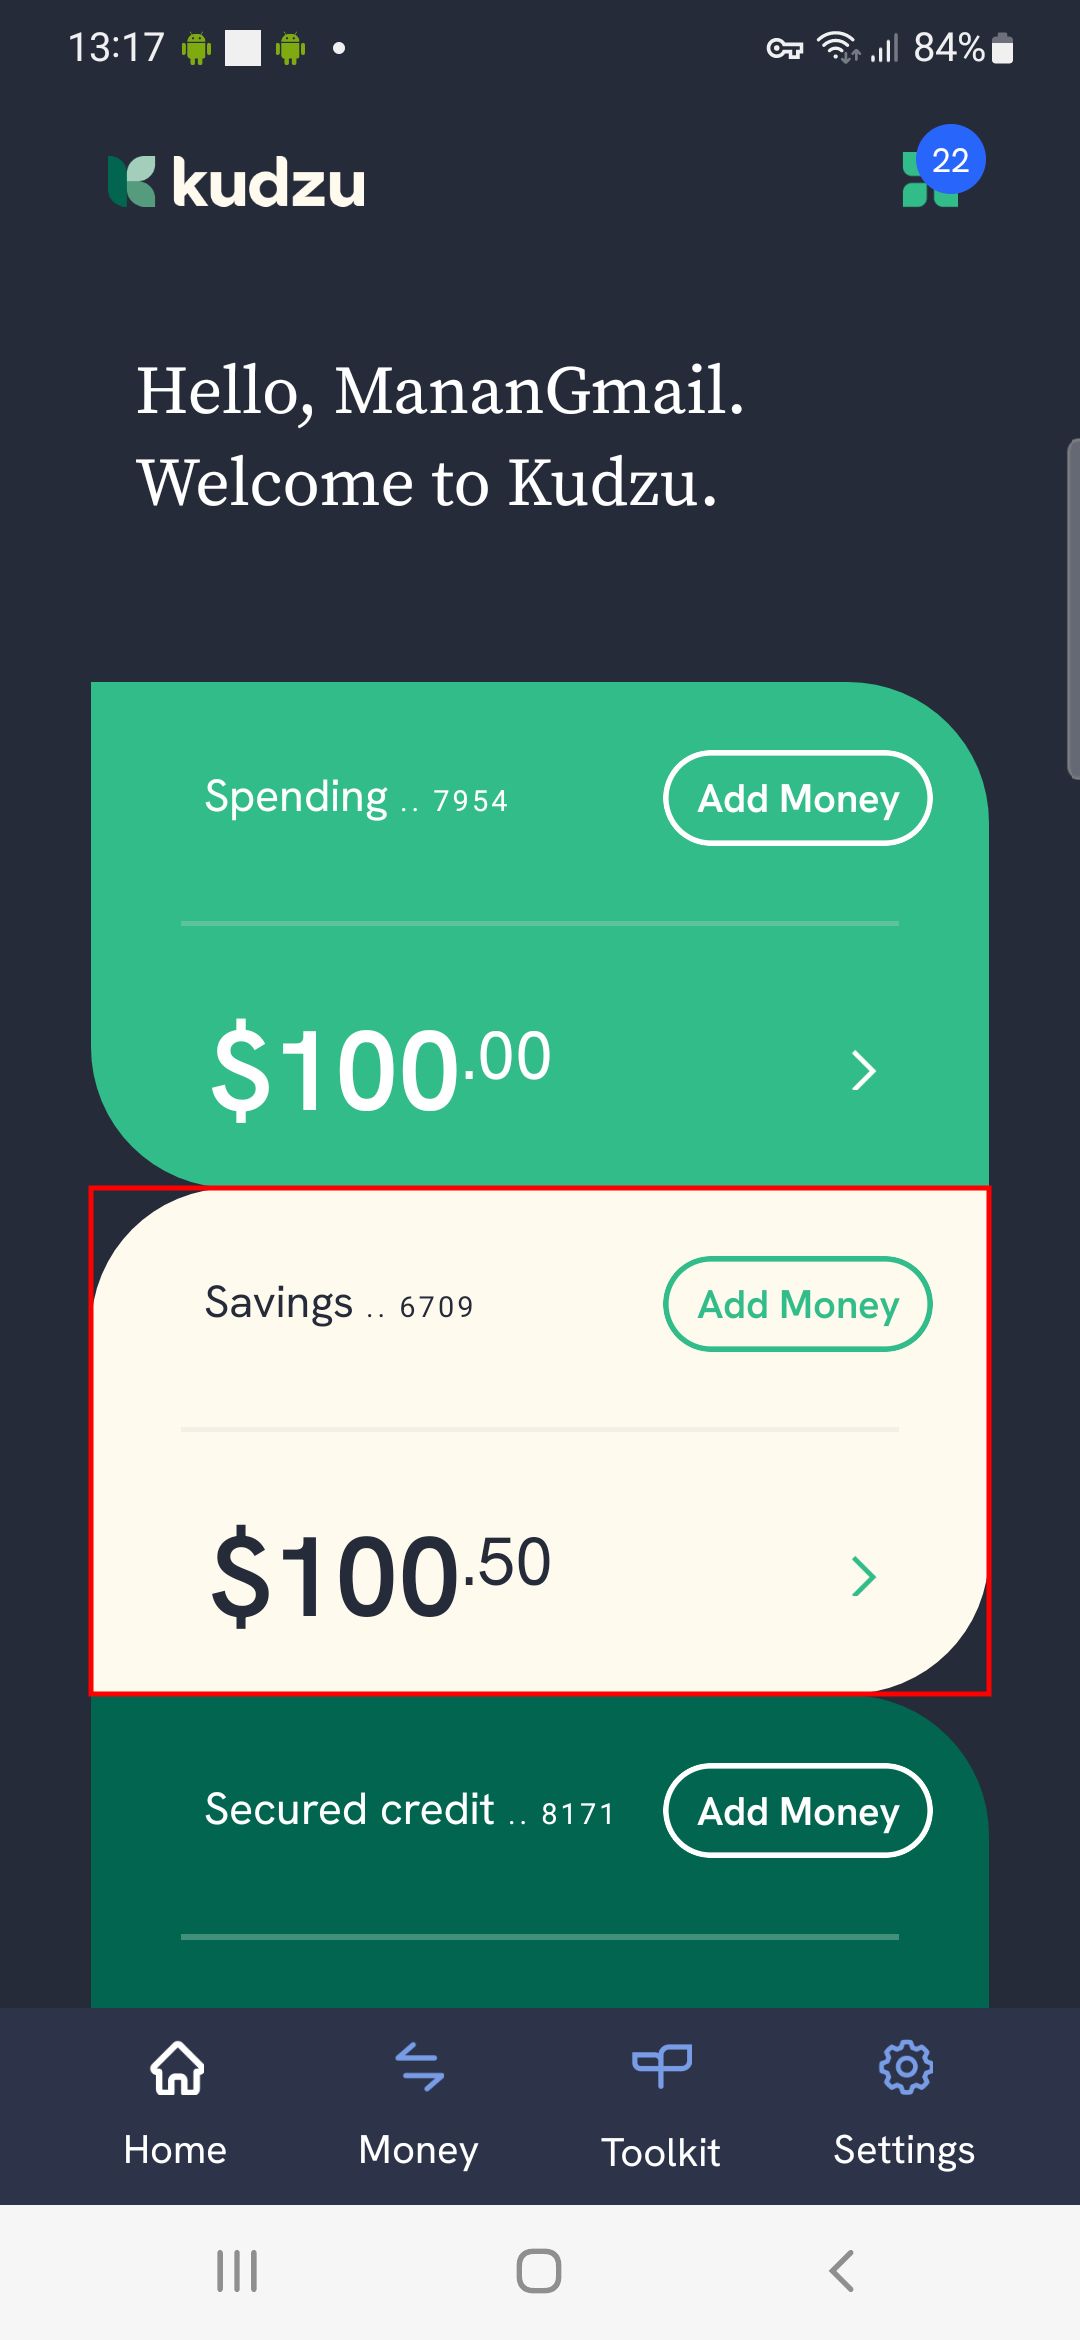 13:17
84%
kudzu
22
Hello, MananGmail.
Welcome to Kudzu.
Spending .. 7954
Add Money
$100.00
Savings .. 6709
Add Money
$100.50
Secured credit .. 8171
Add Money
Home
Money
Toolkit
Settings